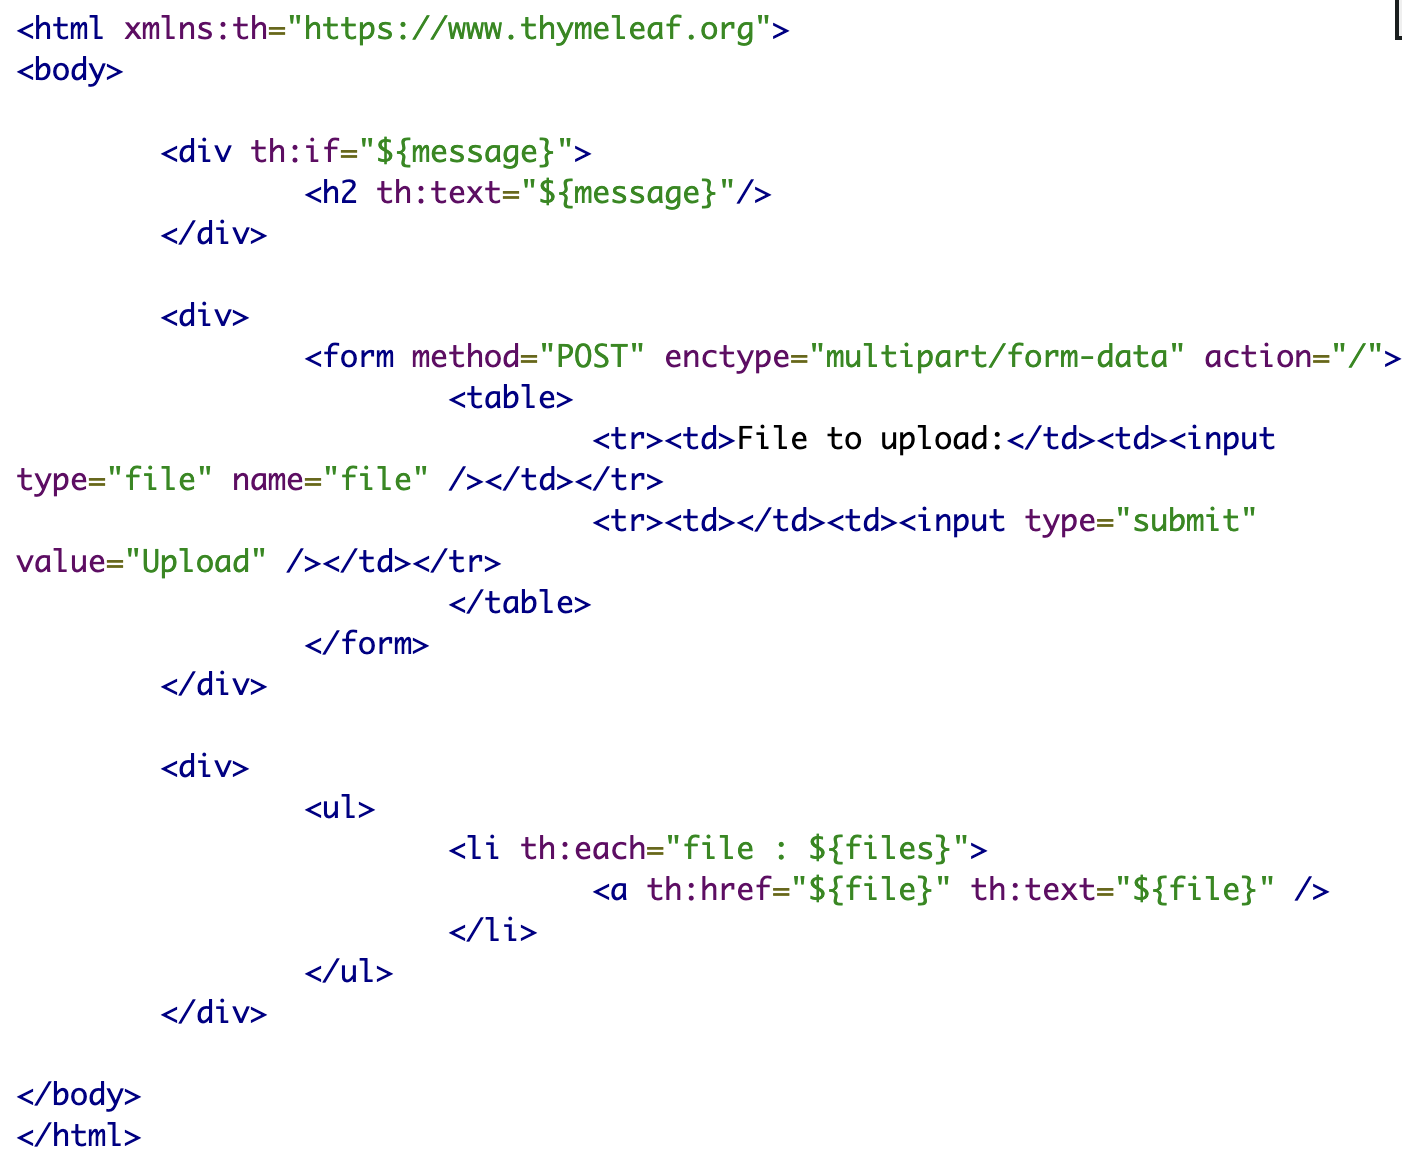 <html xmlns:th="https://www.thymeleaf.org">
<body>

	<div th:if="${message}">
		<h2 th:text="${message}"/>
	</div>

	<div>
		<form method="POST" enctype="multipart/form-data" action="/">
			<table>
				<tr><td>File to upload:</td><td><input
type="file" name="file" /></td></tr>
				<tr><td></td><td><input type="submit"
value="Upload" /></td></tr>
			</table>
		</form>
	</div>

	<div>
		<ul>
			<li th:each="file : ${files}">
				<a th:href="${file}" th:text="${file}" />
			</li>
		</ul>
	</div>

</body>
</html>